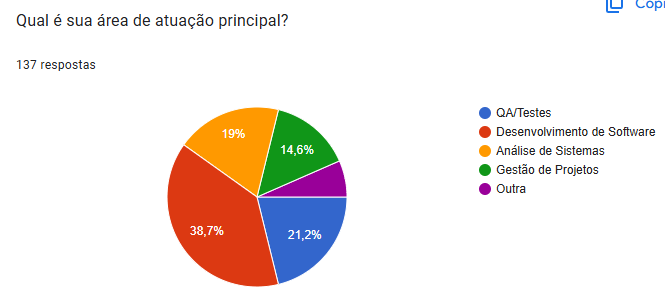 Copi
Qual é sua área de atuação principal?
137 respostas
19%
14,6%
38,7%
21,2%
QA/Testes
Desenvolvimento de Software
Análise de Sistemas
Gestão de Projetos
Outra